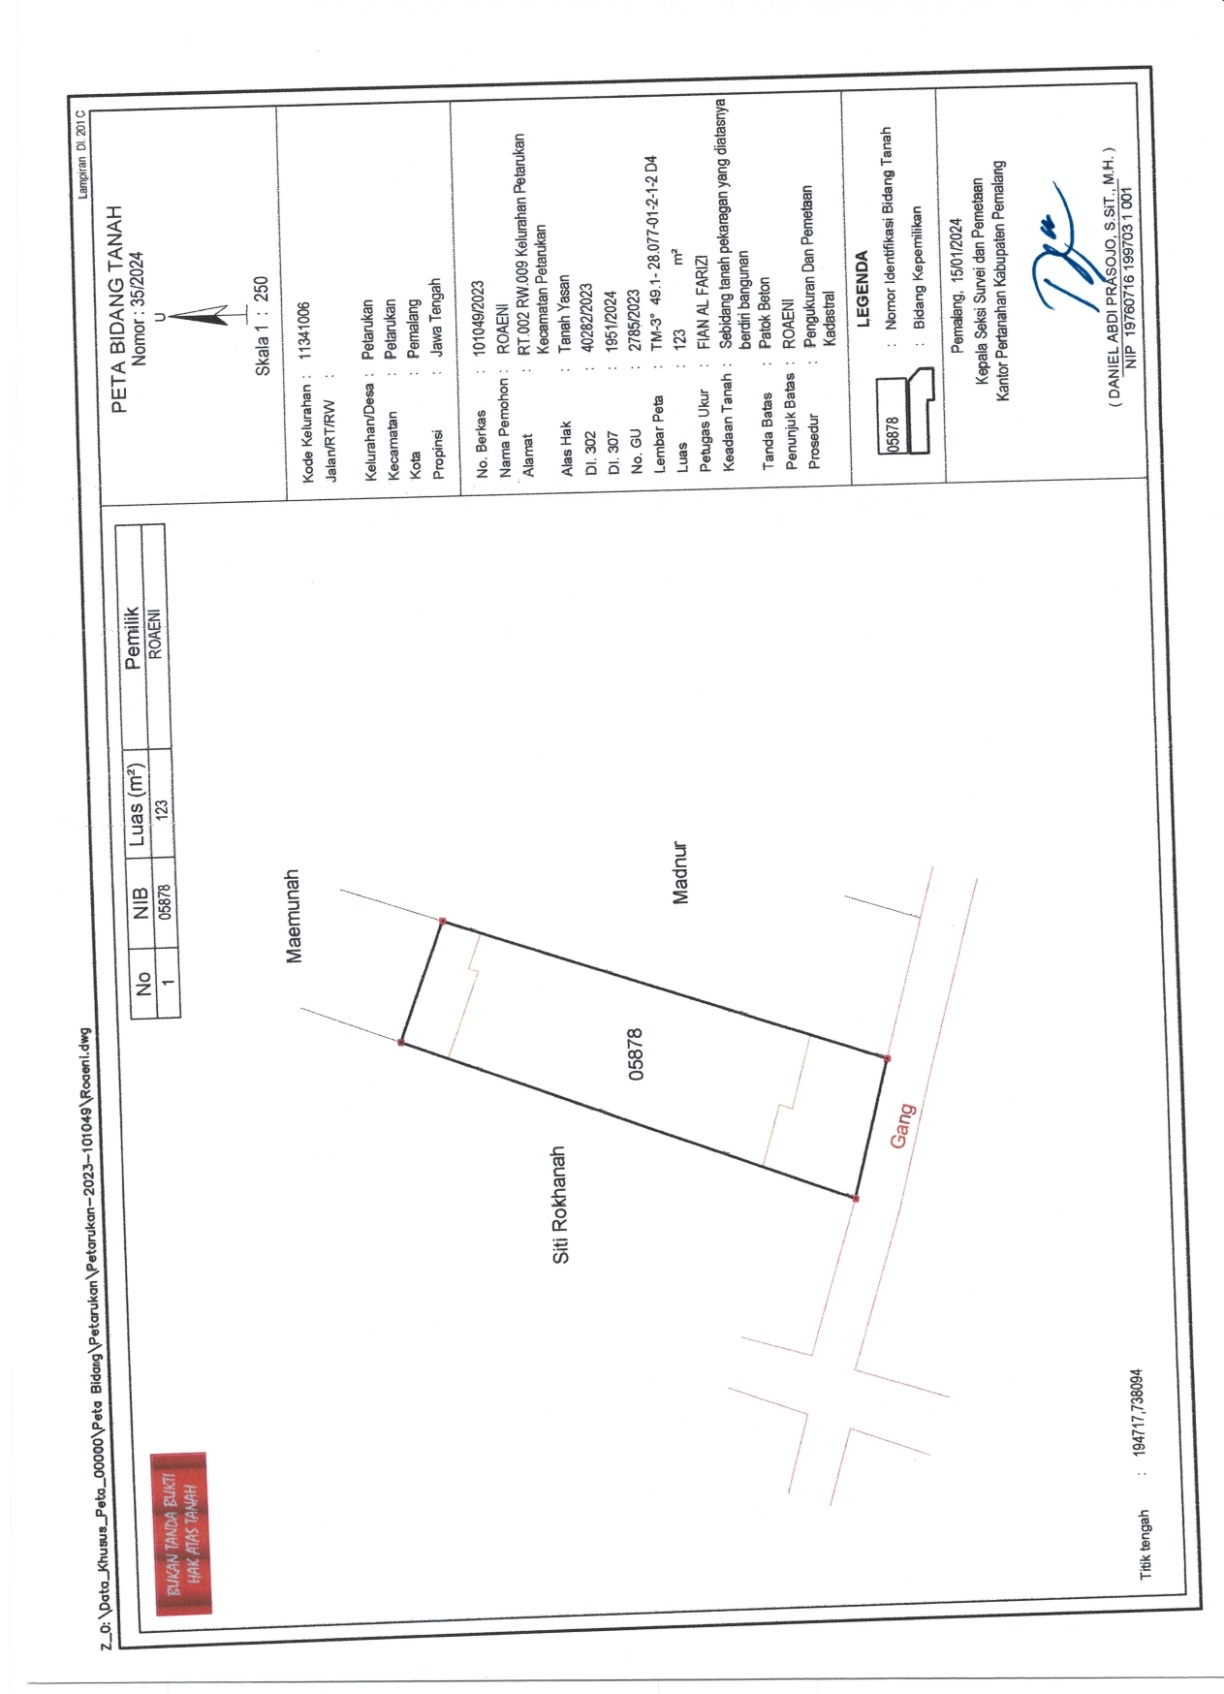 Lampiran DI. 201 C
Z_0: \Data_Khusus_Peta_00000\Peta Bidang\Petarukan\Petarukan-2023-101049\Roaeni.dwg
BUKAN TANDA BUKTI
HAK ATAS TANAH
No NIB Luas (m²) Pemilik
1 05878 123 ROAENI
Maemunah
Siti Rokhanah
05878
Madnur
Gang
Titik tengah : 194717,738094
PETA BIDANG TANAH
Nomor : 35/2024
U
Skala 1 : 250
Kode Kelurahan : 11341006
Jalan/RT/RW :
Kelurahan/Desa : Petarukan
Kecamatan : Petarukan
Kota : Pemalang
Propinsi : Jawa Tengah
No. Berkas : 101049/2023
Nama Pemohon : ROAENI
Alamat : RT.002 RW.009 Kelurahan Petarukan
Kecamatan Petarukan
Alas Hak : Tanah Yasan
DI. 302 : 40282/2023
DI. 307 : 1951/2024
No. GU : 2785/2023
Lembar Peta : TM-3° 49.1 - 28.077-01-2-1-2 D4
Luas : 123 m²
Petugas Ukur : FIAN AL FARIZI
Keadaan Tanah : Sebidang tanah pekaragan yang diatasnya
berdiri bangunan
Tanda Batas : Patok Beton
Penunjuk Batas : ROAENI
Prosedur : Pengukuran Dan Pemetaan
Kadastral
LEGENDA
05878 : Nomor Identifikasi Bidang Tanah
: Bidang Kepemilikan
Pemalang, 15/01/2024
Kepala Seksi Survei dan Pemetaan
Kantor Pertanahan Kabupaten Pemalang
( DANIEL ABDI PRASOJO, S.SiT., M.H. )
NIP 19760716 199703 1 001